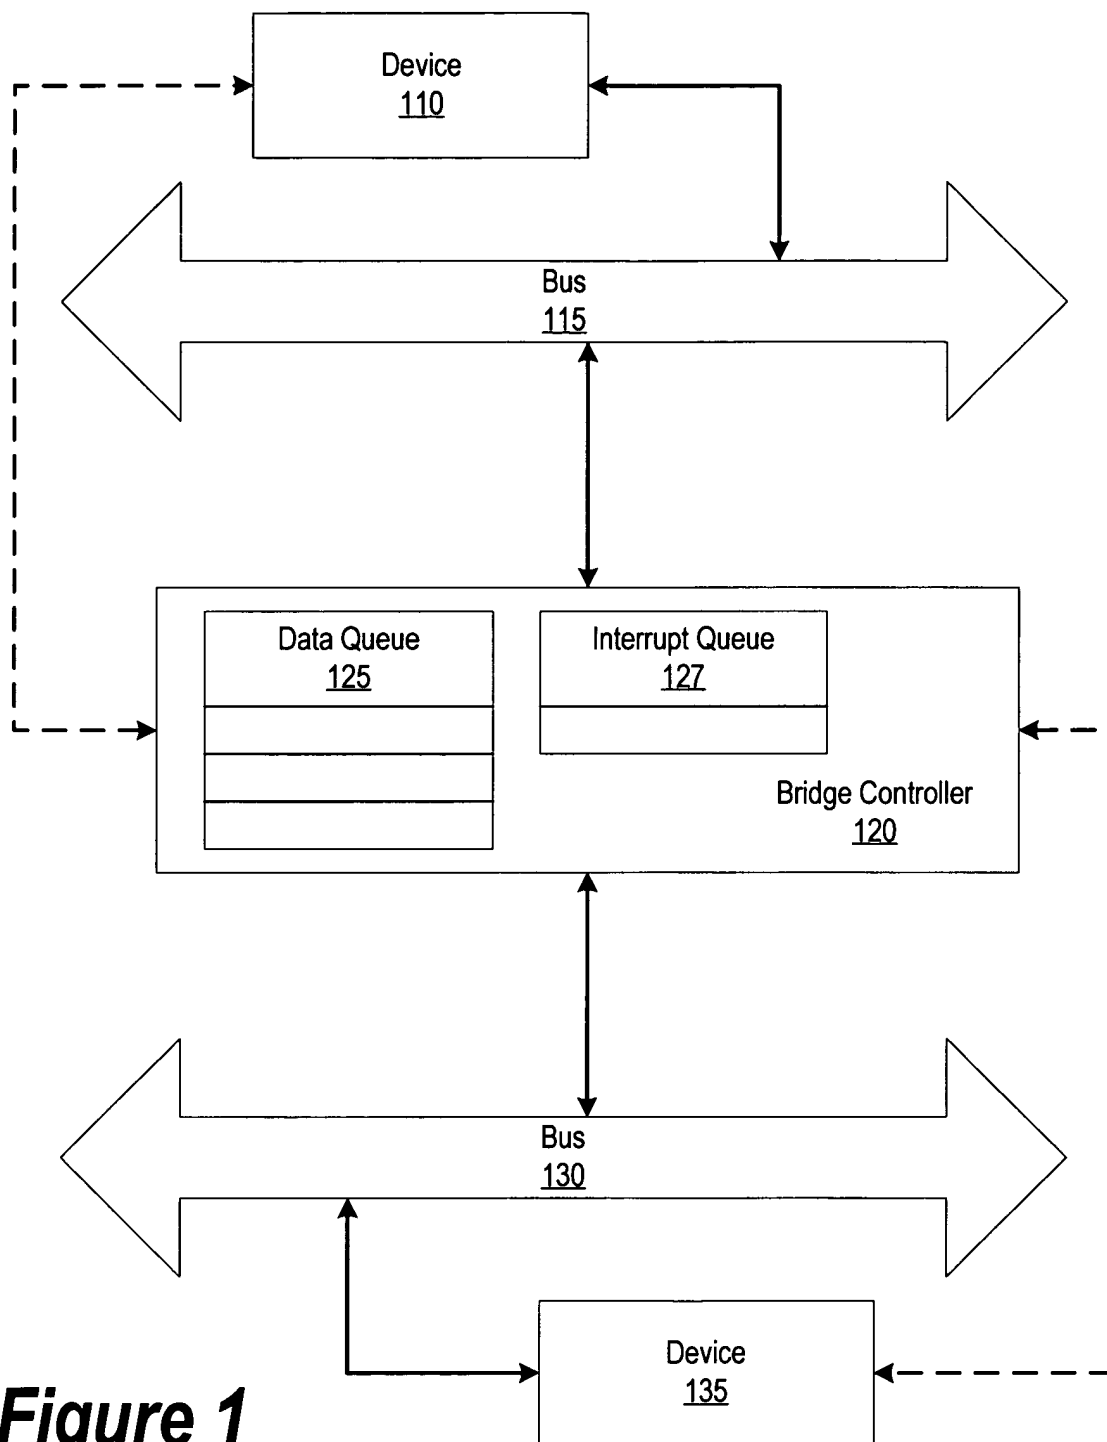 Device
110
Bus
115
Data Queue
125
Interrupt Queue
127
Bridge Controller
120
Bus
130
Device
135
Figure 1